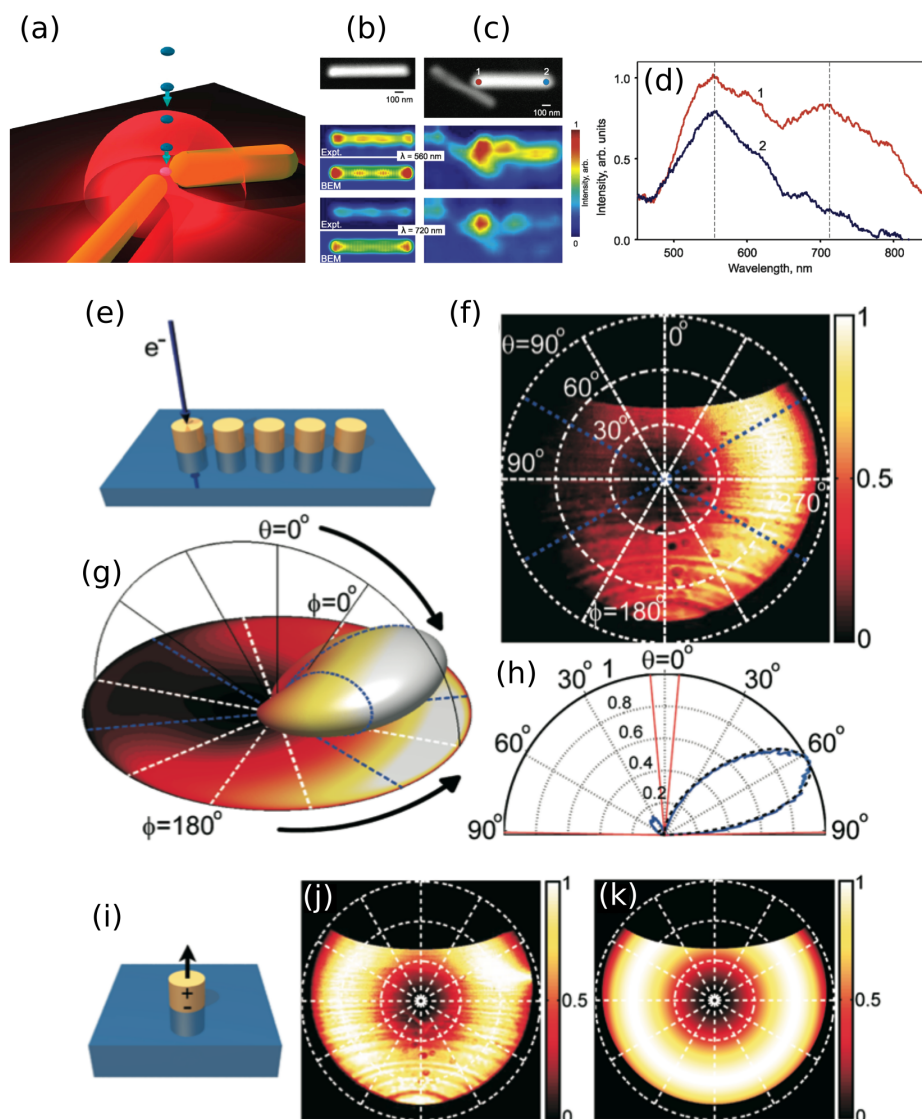 (a)
(b)
(c)
100 nm
1
2
100 nm
Expt.
λ = 560 nm
BEM
Expt.
λ = 720 nm
BEM
1
Intensity, arb.
0
(d)
1.0
0.5
0.0
Intensity, arb. units
1
2
500
600
700
800
Wavelength, nm
(e)
e-
(f)
θ=90°
0°
60°
30°
90°
270°
ϕ=180°
1
0.5
0
(g)
θ=0°
ϕ=0°
ϕ=180°
(h)
θ=0°
1
30°
30°
0.8
60°
0.6
60°
0.4
0.2
90°
90°
(i)
+
-
(j)
1
0.5
0
(k)
1
0.5
0